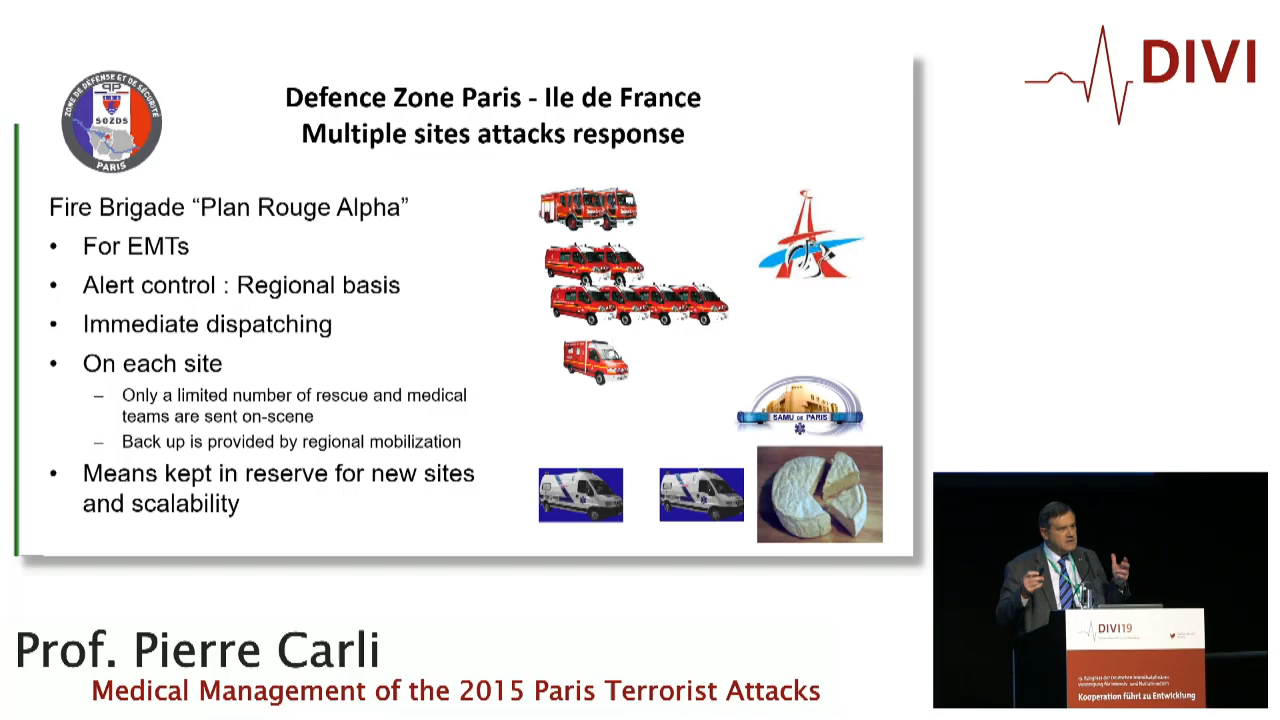 DIVI
ZONE DE DÉFENSE ET DE SÉCURITÉ
SGZDS
PARIS
Defence Zone Paris - Ile de France
Multiple sites attacks response
Fire Brigade “Plan Rouge Alpha”
• For EMTs
• Alert control : Regional basis
• Immediate dispatching
• On each site
– Only a limited number of rescue and medical
teams are sent on-scene
– Back up is provided by regional mobilization
• Means kept in reserve for new sites
and scalability
SAMU DE PARIS
DIVI19
Kooperation führt zu Entwicklung
Prof. Pierre Carli
Medical Management of the 2015 Paris Terrorist Attacks